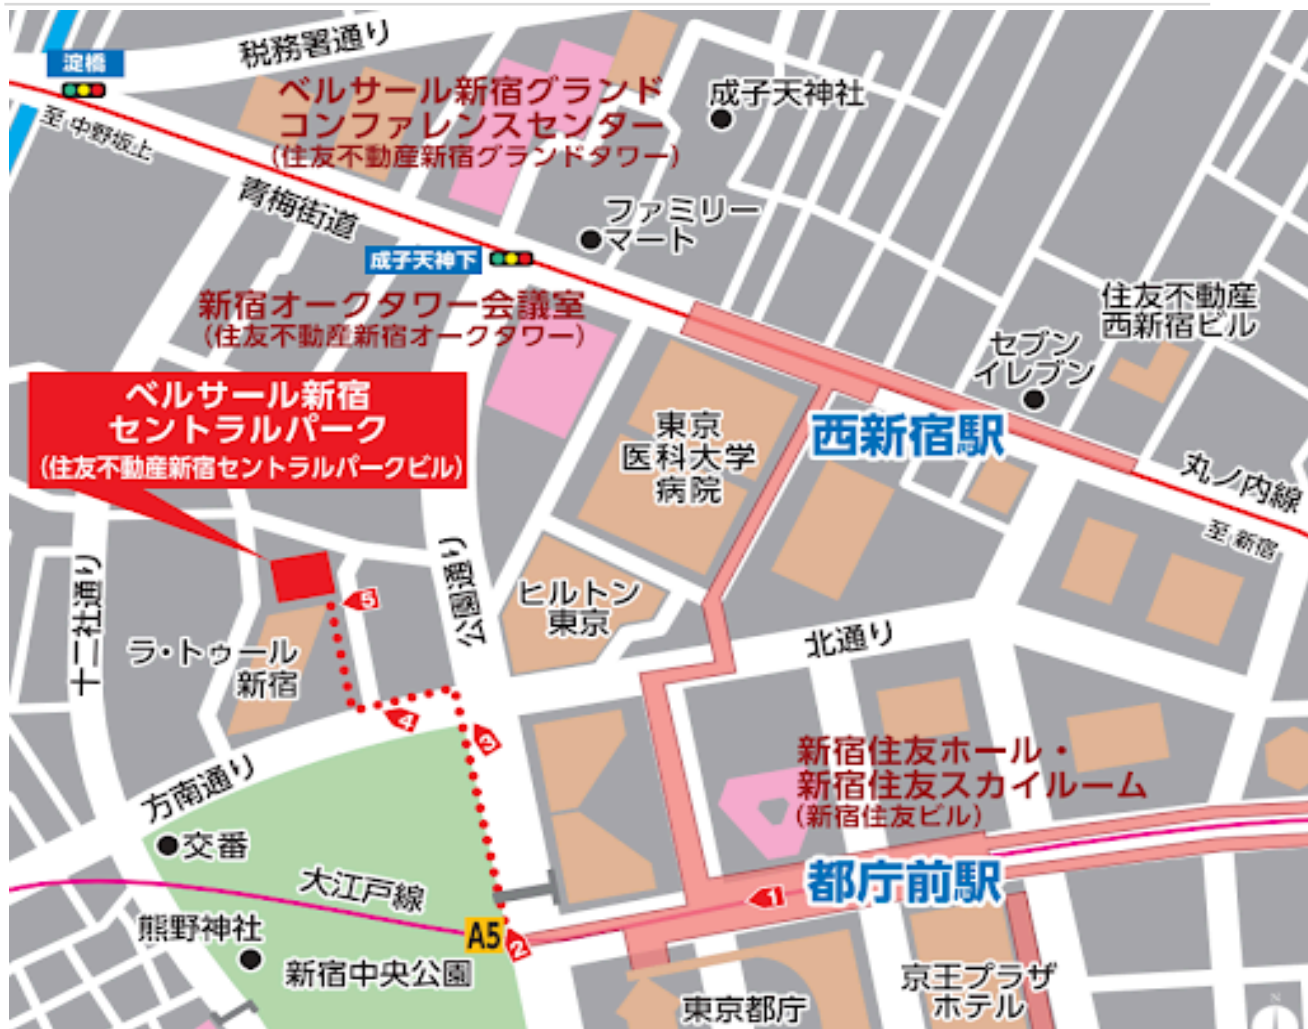 税務署通り
淀橋
至 中野坂上
ベルサール新宿グランド
コンファレンスセンター
(住友不動産新宿グランドタワー)
成子天神社
青梅街道
ファミリー
マート
成子天神下
新宿オークタワー会議室
(住友不動産新宿オークタワー)
住友不動産
西新宿ビル
セブン
イレブン
ベルサール新宿
セントラルパーク
(住友不動産新宿セントラルパークビル)
東京
医科大学
病院
西新宿駅
丸ノ内線
至 新宿
十二社通り
公園通り
5
ヒルトン
東京
ラ・トゥール
新宿
北通り
4
3
方南通り
新宿住友ホール・
新宿住友スカイルーム
(新宿住友ビル)
交番
大江戸線
都庁前駅
1
熊野神社
A5
2
新宿中央公園
東京都庁
京王プラザ
ホテル
N